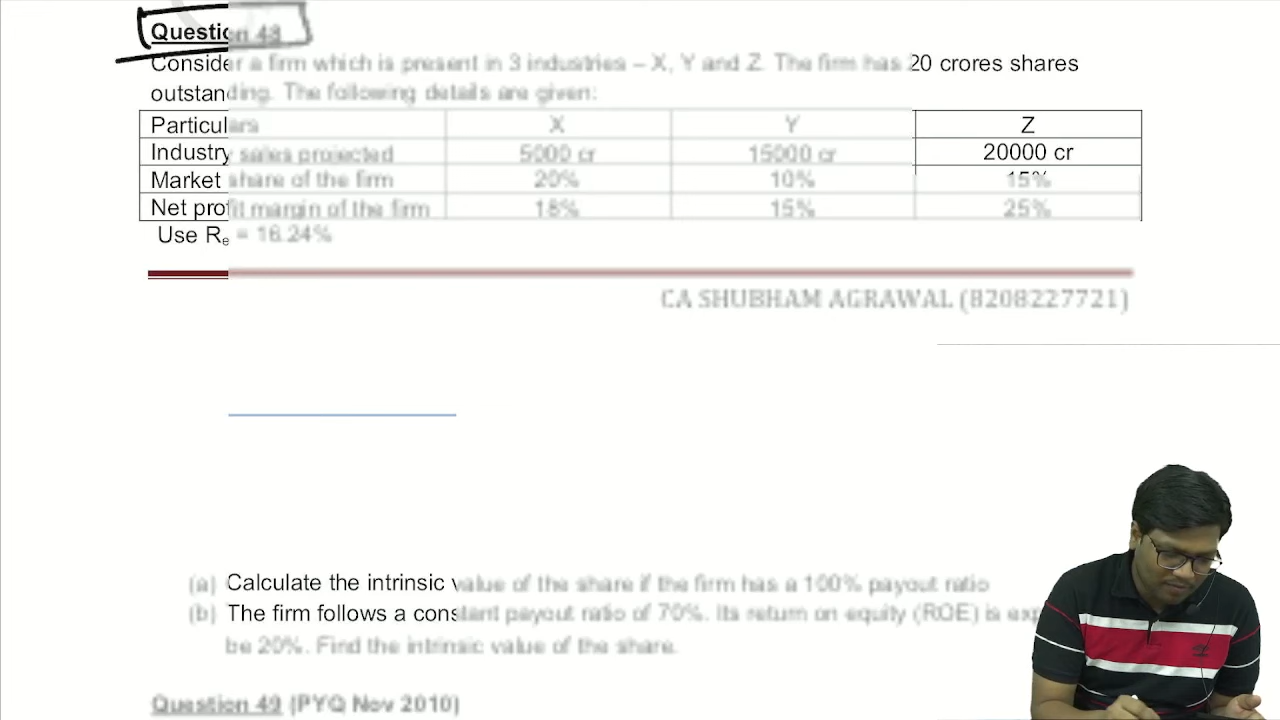 Question 48
Consider a firm which is present in 3 industries – X, Y and Z. The firm has 20 crores shares
outstanding. The following details are given:
Particulars X Y Z
Industry sales projected 5000 cr 15000 cr 20000 cr
Market share of the firm 20% 10% 15%
Net profit margin of the firm 18% 15% 25%
Use Re = 16.24%
CA SHUBHAM AGRAWAL (8208227721)
(a) Calculate the intrinsic value of the share if the firm has a 100% payout ratio
(b) The firm follows a constant payout ratio of 70%. Its return on equity (ROE) is
be 20%. Find the intrinsic value of the share.
Question 49 (PYQ Nov 2010)